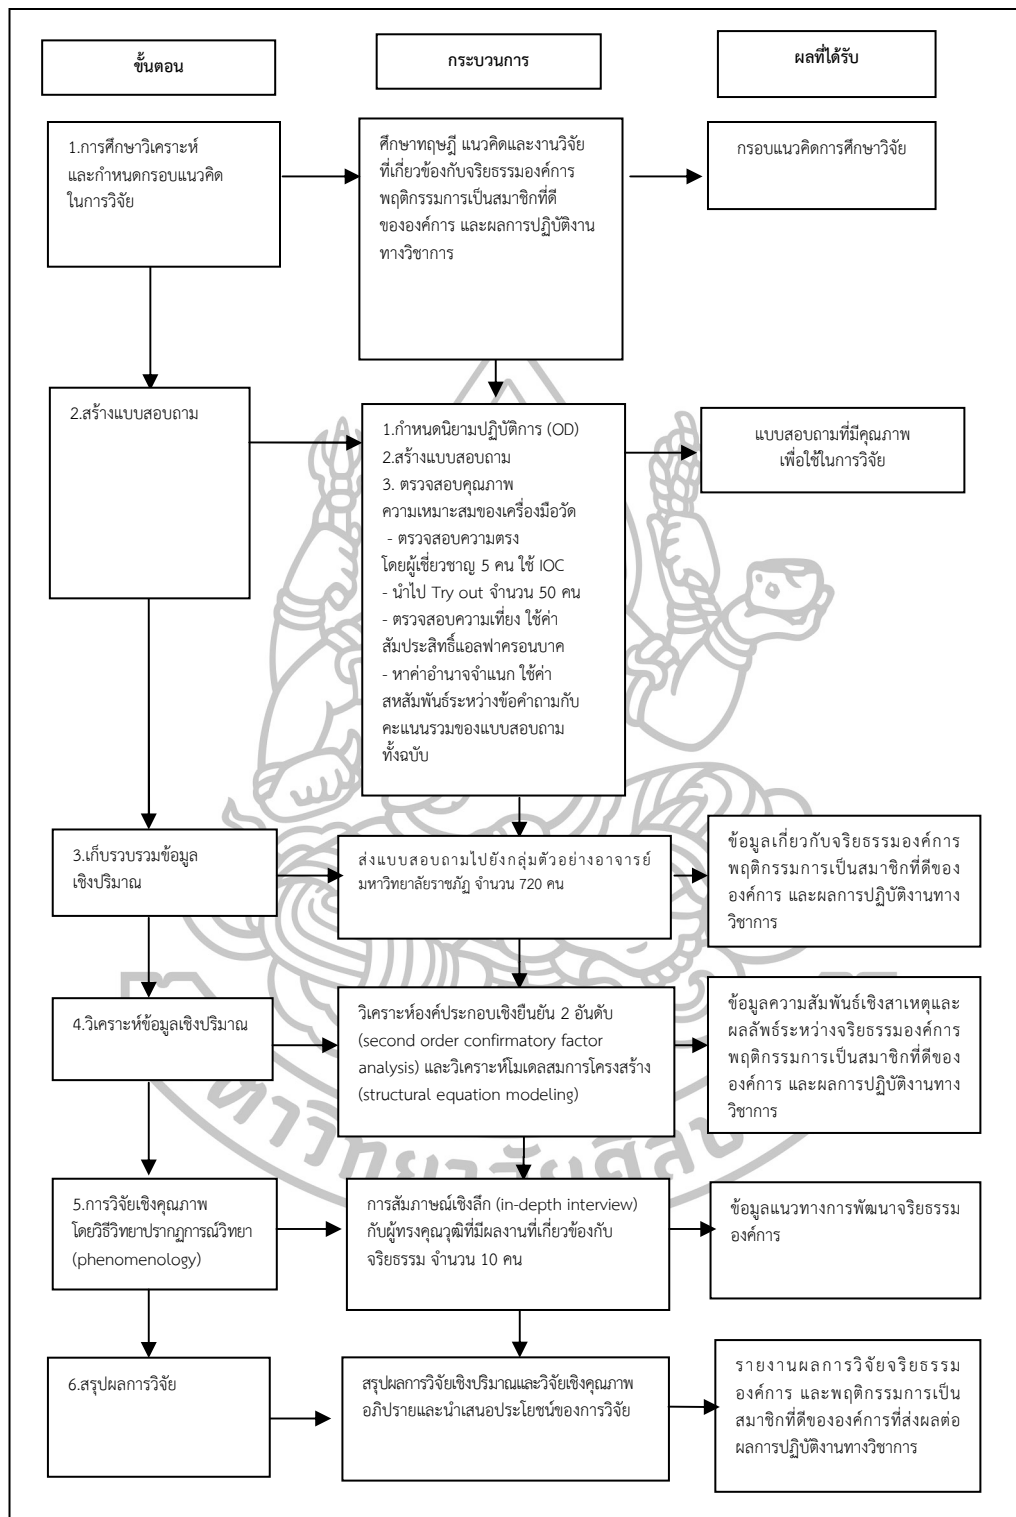 ขั้นตอน
กระบวนการ
ผลที่ได้รับ
1.การศึกษาวิเคราะห์
และกำหนดกรอบแนวคิด
ในการวิจัย
ศึกษาทฤษฎี แนวคิดและงานวิจัย
ที่เกี่ยวข้องกับจริยธรรมองค์การ
พฤติกรรมการเป็นสมาชิกที่ดี
ขององค์การ และผลการปฏิบัติงาน
ทางวิชาการ
กรอบแนวคิดการศึกษาวิจัย
2.สร้างแบบสอบถาม
1.กำหนดนิยามปฏิบัติการ (OD)
2.สร้างแบบสอบถาม
3. ตรวจสอบคุณภาพ
ความเหมาะสมของเครื่องมือวัด
- ตรวจสอบความตรง
โดยผู้เชี่ยวชาญ 5 คน ใช้ IOC
- นำไป Try out จำนวน 50 คน
- ตรวจสอบความเที่ยง ใช้ค่า
สัมประสิทธิ์แอลฟาครอนบาค
- หาค่าอำนาจจำแนก ใช้ค่า
สหสัมพันธ์ระหว่างข้อคำถามกับ
คะแนนรวมของแบบสอบถาม
ทั้งฉบับ
แบบสอบถามที่มีคุณภาพ
เพื่อใช้ในการวิจัย
3.เก็บรวบรวมข้อมูล
เชิงปริมาณ
ส่งแบบสอบถามไปยังกลุ่มตัวอย่างอาจารย์
มหาวิทยาลัยราชภัฏ จำนวน 720 คน
ข้อมูลเกี่ยวกับจริยธรรมองค์การ
พฤติกรรมการเป็นสมาชิกที่ดีของ
องค์การ และผลการปฏิบัติงานทาง
วิชาการ
4.วิเคราะห์ข้อมูลเชิงปริมาณ
วิเคราะห์องค์ประกอบเชิงยืนยัน 2 อันดับ
(second order confirmatory factor
analysis) และวิเคราะห์โมเดลสมการโครงสร้าง
(structural equation modeling)
ข้อมูลความสัมพันธ์เชิงสาเหตุและ
ผลลัพธ์ระหว่างจริยธรรมองค์การ
พฤติกรรมการเป็นสมาชิกที่ดีของ
องค์การ และผลการปฏิบัติงานทาง
วิชาการ
5.การวิจัยเชิงคุณภาพ
โดยวิธีวิทยาปรากฏการณ์วิทยา
(phenomenology)
การสัมภาษณ์เชิงลึก (in-depth interview)
กับผู้ทรงคุณวุฒิที่มีผลงานที่เกี่ยวข้องกับ
จริยธรรม จำนวน 10 คน
ข้อมูลแนวทางการพัฒนาจริยธรรม
องค์การ
6.สรุปผลการวิจัย
สรุปผลการวิจัยเชิงปริมาณและวิจัยเชิงคุณภาพ
อภิปรายและนำเสนอประโยชน์ของการวิจัย
รายงานผลการวิจัยจริยธรรม
องค์การ และพฤติกรรมการเป็น
สมาชิกที่ดีขององค์การที่ส่งผลต่อ
ผลการปฏิบัติงานทางวิชาการ